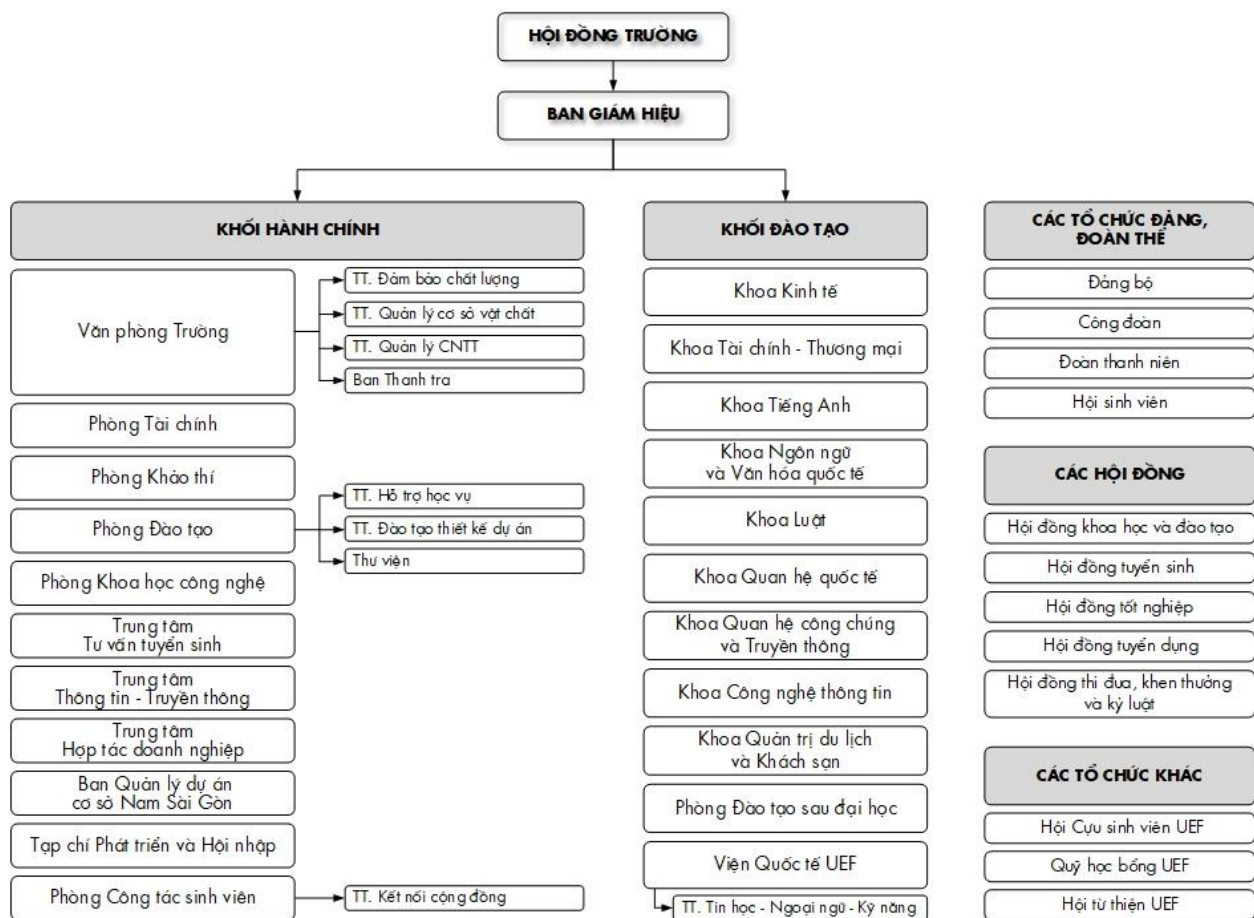 HỘI ĐỒNG TRƯỜNG
BAN GIÁM HIỆU
KHỐI HÀNH CHÍNH
Văn phòng Trường
TT. Đảm bảo chất lượng
TT. Quản lý cơ sở vật chất
TT. Quản lý CNTT
Ban Thanh tra
Phòng Tài chính
Phòng Khảo thí
Phòng Đào tạo
TT. Hỗ trợ học vụ
TT. Đào tạo thiết kế dự án
Thư viện
Phòng Khoa học công nghệ
Trung tâm
Tư vấn tuyển sinh
Trung tâm
Thông tin - Truyền thông
Trung tâm
Hợp tác doanh nghiệp
Ban Quản lý dự án
cơ sở Nam Sài Gòn
Tạp chí Phát triển và Hội nhập
Phòng Công tác sinh viên
TT. Kết nối cộng đồng
KHỐI ĐÀO TẠO
Khoa Kinh tế
Khoa Tài chính - Thương mại
Khoa Tiếng Anh
Khoa Ngôn ngữ
và Văn hóa quốc tế
Khoa Luật
Khoa Quan hệ quốc tế
Khoa Quan hệ công chúng
và Truyền thông
Khoa Công nghệ thông tin
Khoa Quản trị du lịch
và Khách sạn
Phòng Đào tạo sau đại học
Viện Quốc tế UEF
TT. Tin học - Ngoại ngữ - Kỹ năng
CÁC TỔ CHỨC ĐẢNG,
ĐOÀN THỂ
Đảng bộ
Công đoàn
Đoàn thanh niên
Hội sinh viên
CÁC HỘI ĐỒNG
Hội đồng khoa học và đào tạo
Hội đồng tuyển sinh
Hội đồng tốt nghiệp
Hội đồng tuyển dụng
Hội đồng thi đua, khen thưởng
và kỷ luật
CÁC TỔ CHỨC KHÁC
Hội Cựu sinh viên UEF
Quỹ học bổng UEF
Hội từ thiện UEF